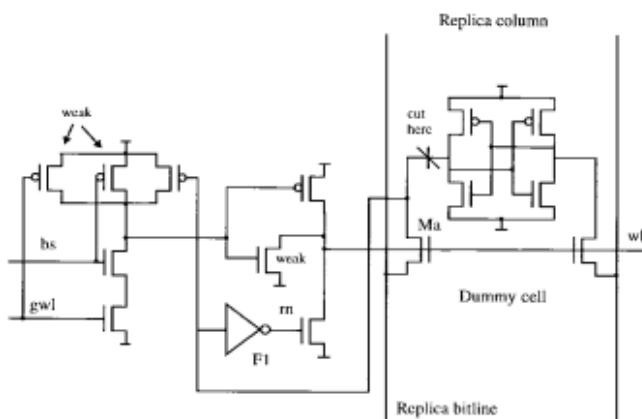 Replica column
weak
cut
here
bs
Ma
wl
weak
gwl
rn
Dummy cell
F1
Replica bitline